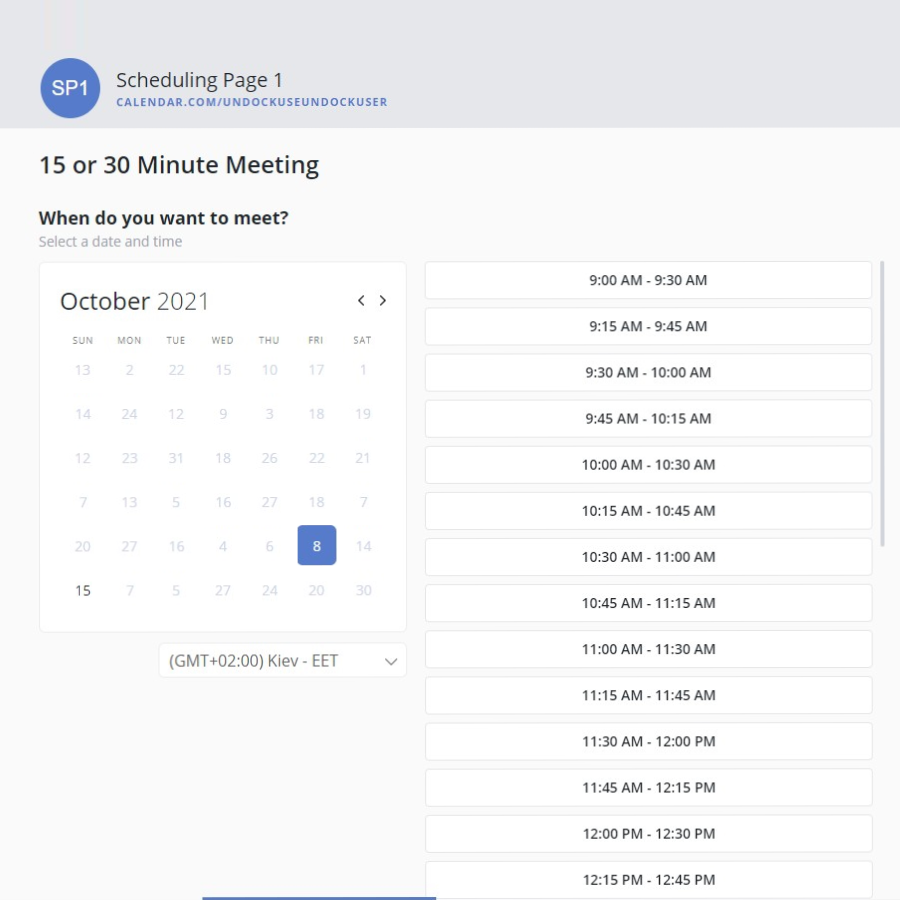 SP1
Scheduling Page 1
CALENDAR.COM/UNDOCKUSEUNDOCKUSER
15 or 30 Minute Meeting
When do you want to meet?
Select a date and time
October 2021
SUN MON TUE WED THU FRI SAT
13 2 22 15 10 17 1
14 24 12 9 3 18 19
12 23 31 18 26 22 21
7 13 5 16 27 18 7
20 27 16 4 6 8 14
15 7 5 27 24 20 30
(GMT+02:00) Kiev - EET
9:00 AM - 9:30 AM
9:15 AM - 9:45 AM
9:30 AM - 10:00 AM
9:45 AM - 10:15 AM
10:00 AM - 10:30 AM
10:15 AM - 10:45 AM
10:30 AM - 11:00 AM
10:45 AM - 11:15 AM
11:00 AM - 11:30 AM
11:15 AM - 11:45 AM
11:30 AM - 12:00 PM
11:45 AM - 12:15 PM
12:00 PM - 12:30 PM
12:15 PM - 12:45 PM